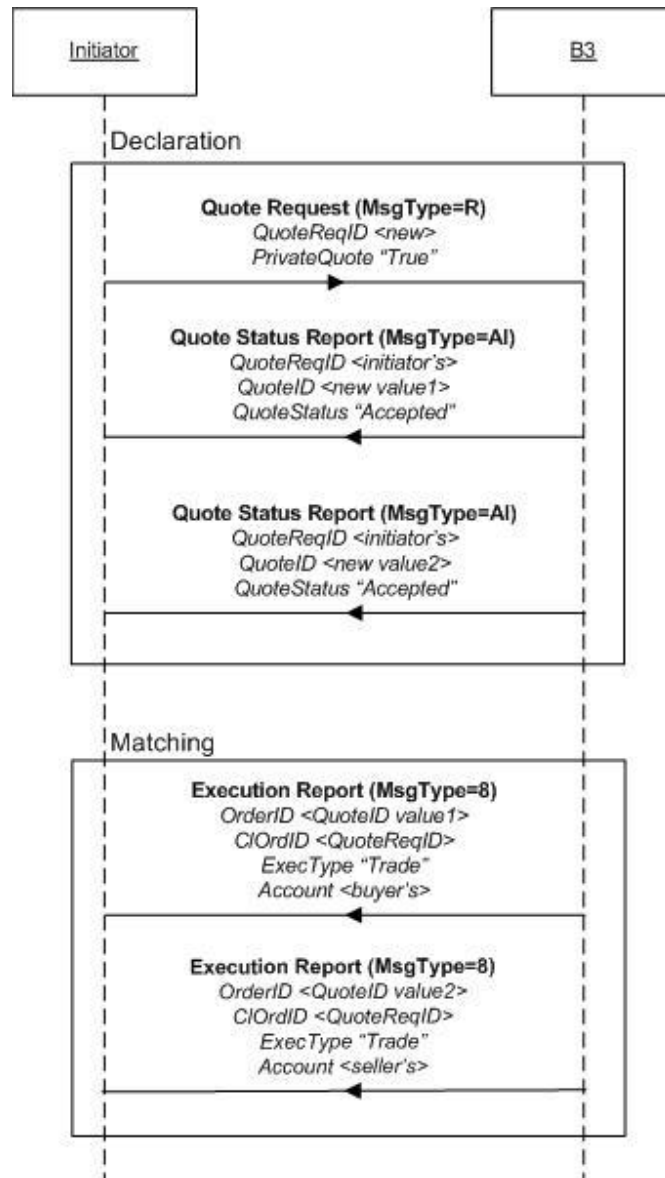 Initiator
B3
Declaration
Quote Request (MsgType=R)
QuoteReqID <new>
PrivateQuote “True”
Quote Status Report (MsgType=AI)
QuoteReqID <initiator's>
QuoteID <new value1>
QuoteStatus “Accepted”
Quote Status Report (MsgType=AI)
QuoteReqID <initiator's>
QuoteID <new value2>
QuoteStatus “Accepted”
Matching
Execution Report (MsgType=8)
OrderID <QuoteID value1>
ClOrdID <QuoteReqID>
ExecType “Trade”
Account <buyer's>
Execution Report (MsgType=8)
OrderID <QuoteID value2>
ClOrdID <QuoteReqID>
ExecType “Trade”
Account <seller's>